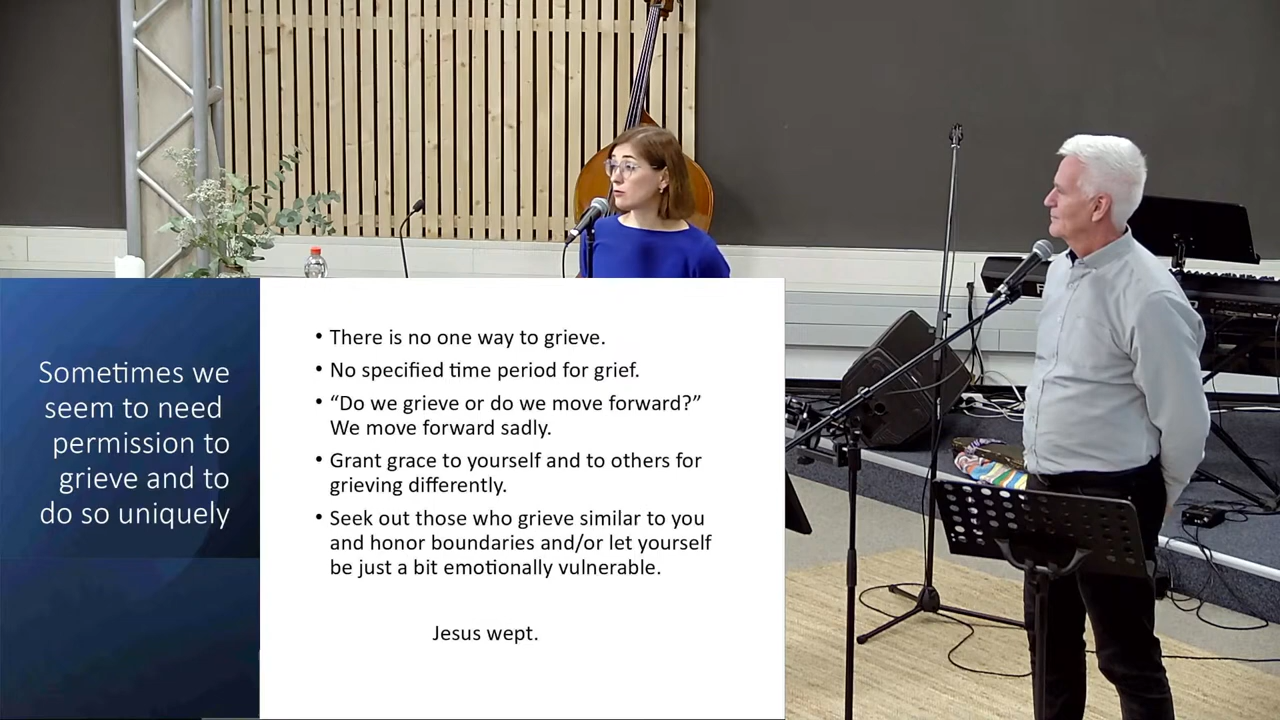 Sometimes we
seem to need
permission to
grieve and to
do so uniquely
• There is no one way to grieve.
• No specified time period for grief.
• “Do we grieve or do we move forward?”
We move forward sadly.
• Grant grace to yourself and to others for
grieving differently.
• Seek out those who grieve similar to you
and honor boundaries and/or let yourself
be just a bit emotionally vulnerable.
Jesus wept.